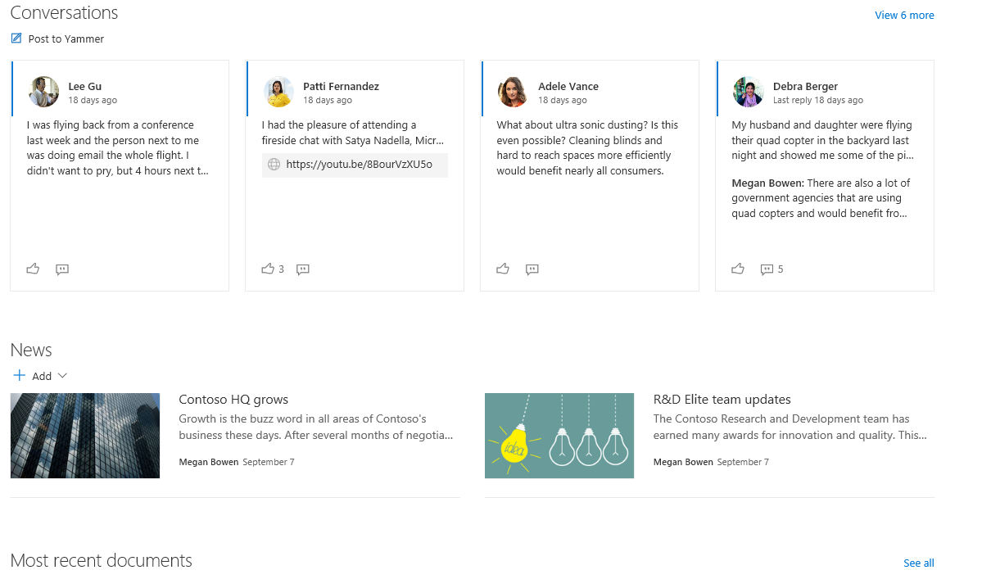 Conversations
View 6 more
Post to Yammer
Lee Gu
18 days ago
I was flying back from a conference
last week and the person next to me
was doing email the whole flight. I
didn't want to pry, but 4 hours next t...
Patti Fernandez
18 days ago
I had the pleasure of attending a
fireside chat with Satya Nadella, Micr...
https://youtu.be/8BourVzXU5o
3
Adele Vance
18 days ago
What about ultra sonic dusting? Is this
even possible? Cleaning blinds and
hard to reach spaces more efficiently
would benefit nearly all consumers.
Debra Berger
Last reply 18 days ago
My husband and daughter were flying
their quad copter in the backyard last
night and showed me some of the pi...
Megan Bowen: There are also a lot of
government agencies that are using
quad copters and would benefit fro...
5
News
Add
Contoso HQ grows
Growth is the buzz word in all areas of Contoso's
business these days. After several months of negotia...
Megan Bowen September 7
idea
R&D Elite team updates
The Contoso Research and Development team has
earned many awards for innovation and quality. This...
Megan Bowen September 7
Most recent documents
See all